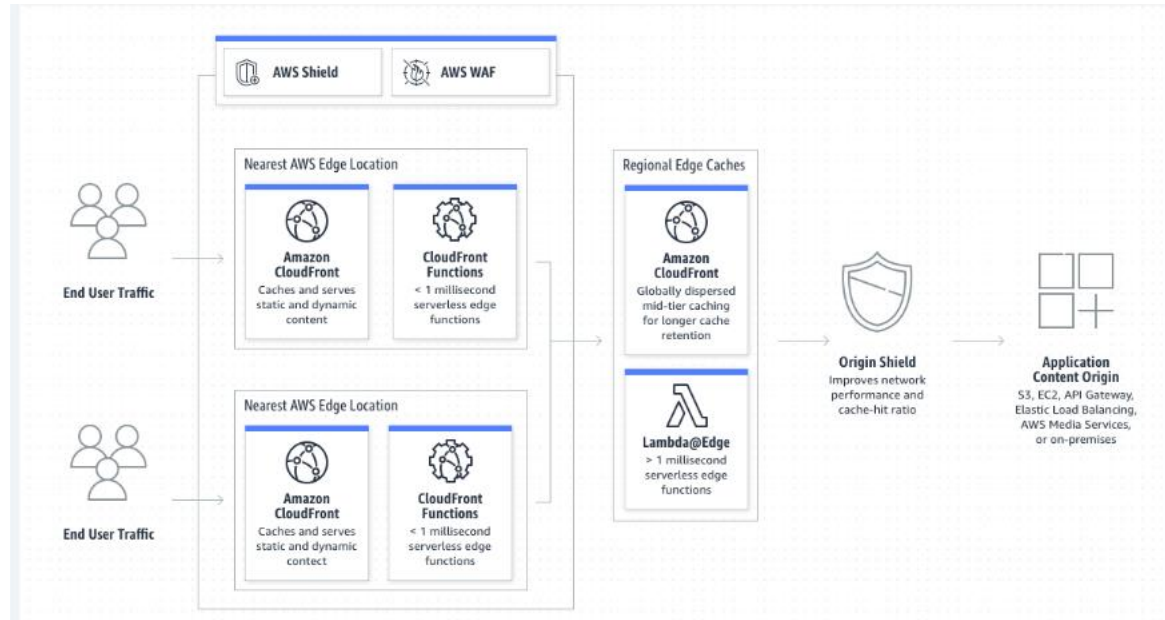 AWS Shield
AWS WAF
Nearest AWS Edge Location
Amazon
CloudFront
Caches and serves
static and dynamic
content
CloudFront
Functions
< 1 millisecond
serverless edge
functions
End User Traffic
Nearest AWS Edge Location
Amazon
CloudFront
Caches and serves
static and dynamic
contect
CloudFront
Functions
< 1 millisecond
serverless edge
functions
End User Traffic
Regional Edge Caches
Amazon
CloudFront
Globally dispersed
mid-tier caching
for longer cache
retention
Lambda@Edge
> 1 millisecond
serverless edge
functions
Origin Shield
Improves network
performance and
cache-hit ratio
Application
Content Origin
S3, EC2, API Gateway,
Elastic Load Balancing,
AWS Media Services,
or on-premises